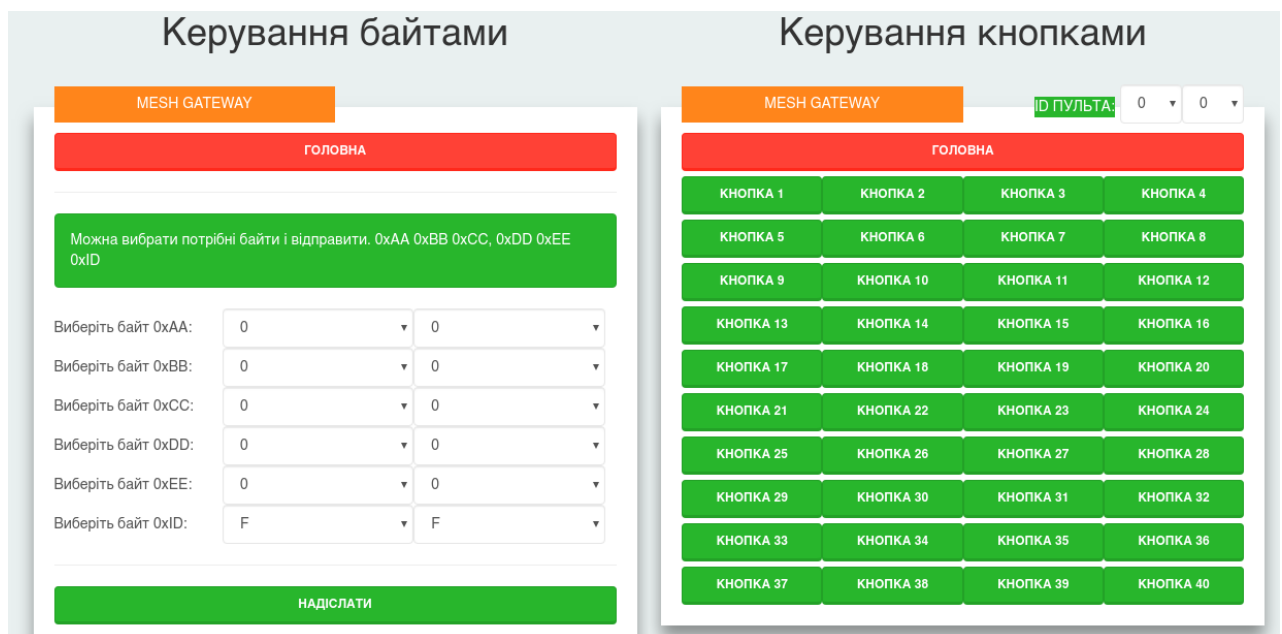 Керування байтами
MESH GATEWAY
ГОЛОВНА
Можна вибрати потрібні байти і відправити. 0xAA 0xBB 0xCC, 0xDD 0xEE
0xID
Виберіть байт 0xAA: 0 0
Виберіть байт 0xBB: 0 0
Виберіть байт 0xCC: 0 0
Виберіть байт 0xDD: 0 0
Виберіть байт 0xEE: 0 0
Виберіть байт 0xID: F F
НАДІСЛАТИ
Керування кнопками
MESH GATEWAY ID ПУЛЬТА: 0 0
ГОЛОВНА
КНОПКА 1 КНОПКА 2 КНОПКА 3 КНОПКА 4
КНОПКА 5 КНОПКА 6 КНОПКА 7 КНОПКА 8
КНОПКА 9 КНОПКА 10 КНОПКА 11 КНОПКА 12
КНОПКА 13 КНОПКА 14 КНОПКА 15 КНОПКА 16
КНОПКА 17 КНОПКА 18 КНОПКА 19 КНОПКА 20
КНОПКА 21 КНОПКА 22 КНОПКА 23 КНОПКА 24
КНОПКА 25 КНОПКА 26 КНОПКА 27 КНОПКА 28
КНОПКА 29 КНОПКА 30 КНОПКА 31 КНОПКА 32
КНОПКА 33 КНОПКА 34 КНОПКА 35 КНОПКА 36
КНОПКА 37 КНОПКА 38 КНОПКА 39 КНОПКА 40